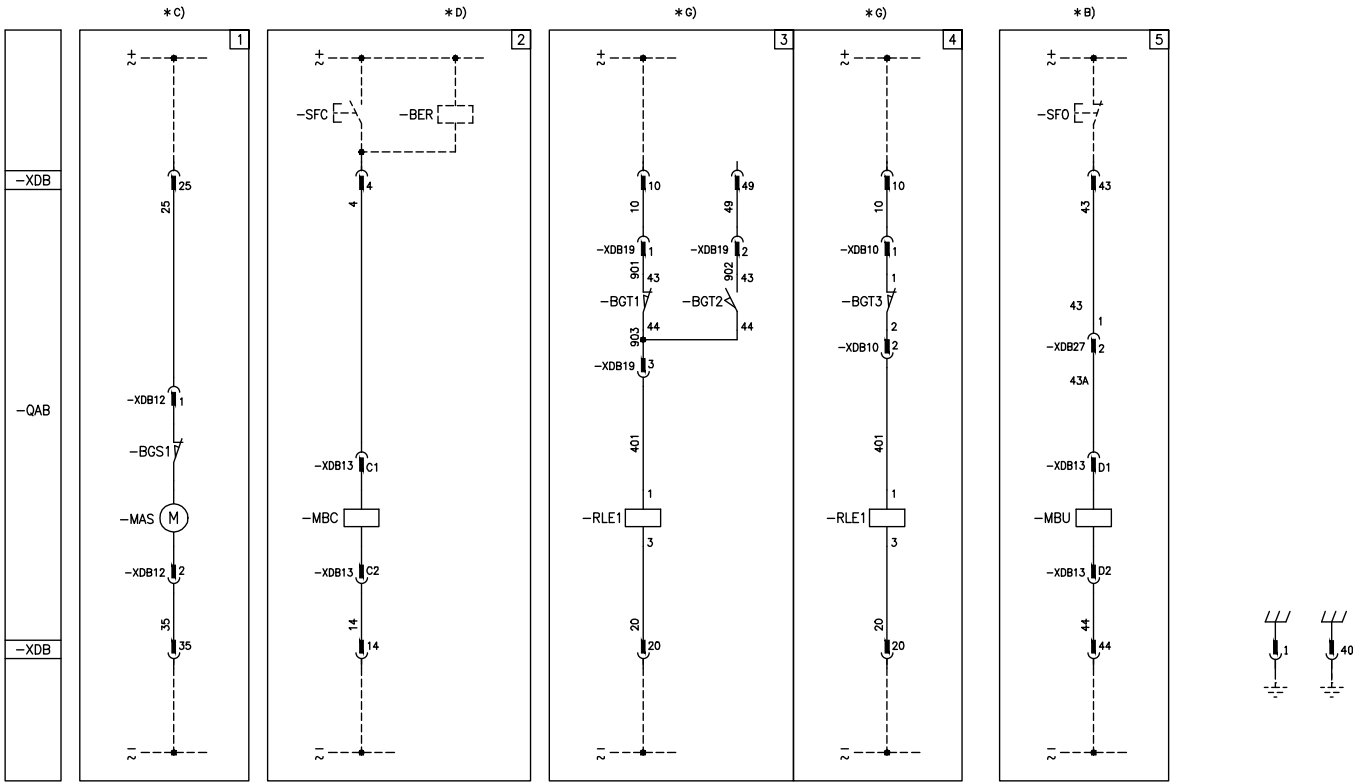 *C)
*D)
*G)
*G)
*B)
-XDB
-QAB
-XDB
1
+
~
25
25
-XDB12 1
-BGS1
-MAS M
-XDB12 2
35
35
-
~
2
+
~
-SFC
-BER
4
4
-XDB13 C1
-MBC
-XDB13 C2
14
14
-
~
3
+
~
10
49
10
49
-XDB19 1
-XDB19 2
901
43
902
43
-BGT1
-BGT2
44
44
903
-XDB19 3
401
1
-RLE1
3
20
20
-
~
4
+
~
10
10
-XDB10 1
1
-BGT3
2
-XDB10 2
401
1
-RLE1
3
20
20
-
~
5
+
~
-SFO
43
43
43
1
-XDB27 2
43A
-XDB13 D1
-MBU
-XDB13 D2
44
44
-
~
1
40